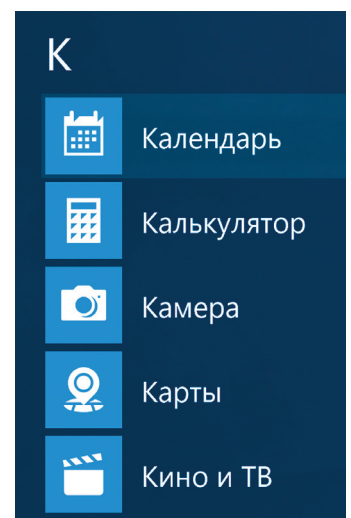 К
Календарь
Калькулятор
Камера
Карты
Кино и ТВ